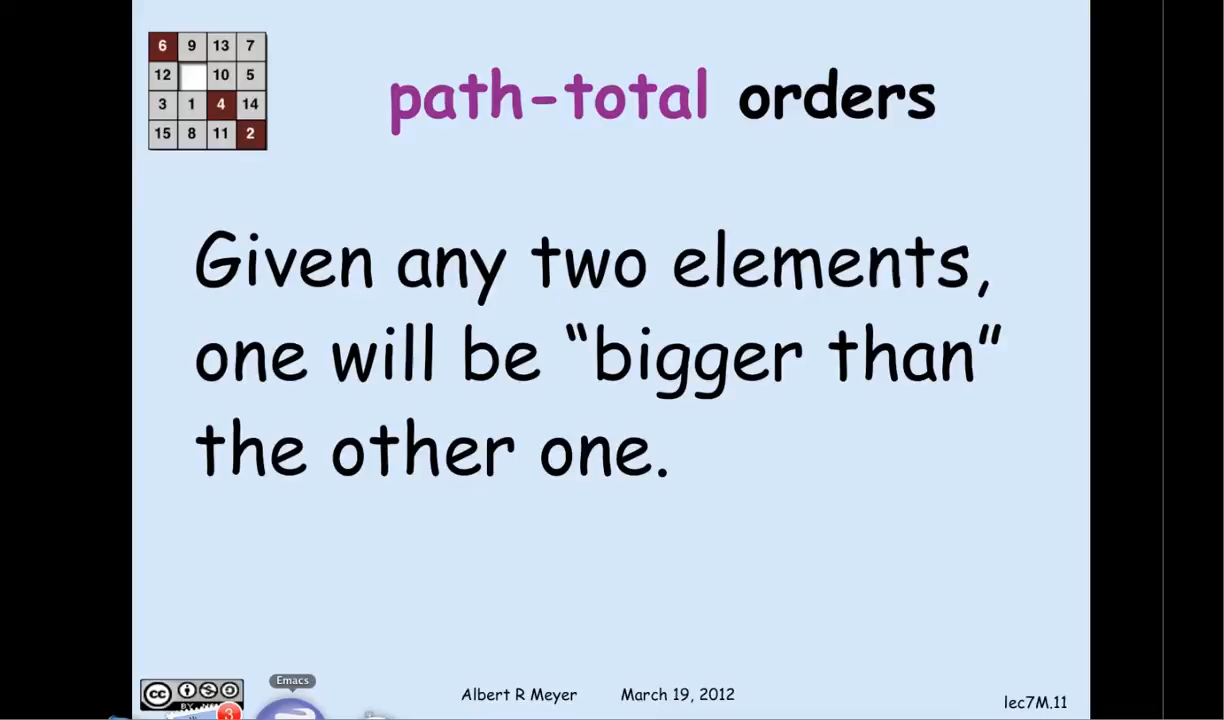 6 9 13 7
12 10 5
3 1 4 14
15 8 11 2
path-total orders
Given any two elements,
one will be “bigger than”
the other one.
Emacs
cc
3
Albert R Meyer March 19, 2012
lec7M.11